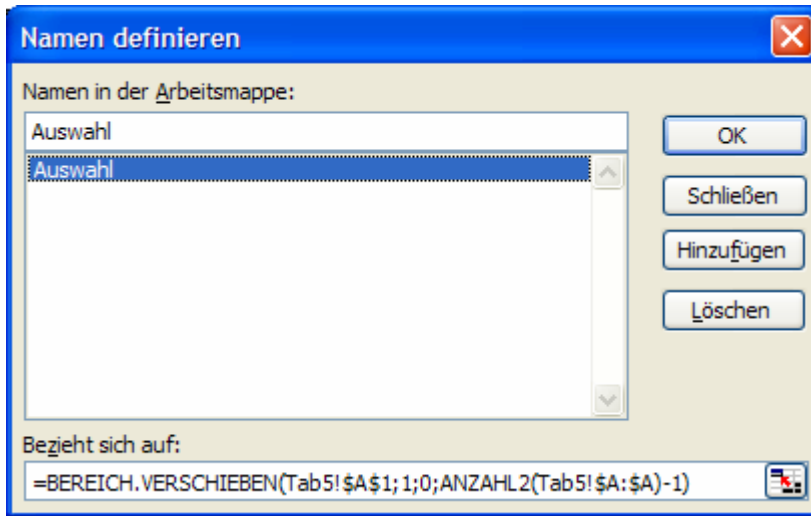 Namen definieren
Namen in der Arbeitsmappe:
Auswahl
OK
Auswahl
Schließen
Hinzufügen
Löschen
Bezieht sich auf:
=BEREICH.VERSCHIEBEN(Tab5!$A$1;1;0;ANZAHL2(Tab5!$A:$A)-1)